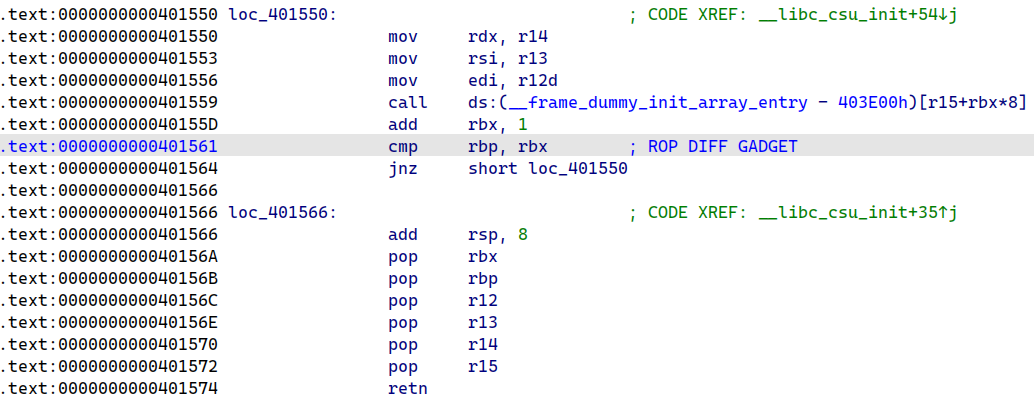 .text:0000000000401550 loc_401550: ; CODE XREF: __libc_csu_init+54↓j
.text:0000000000401550 mov rdx, r14
.text:0000000000401553 mov rsi, r13
.text:0000000000401556 mov edi, r12d
.text:0000000000401559 call ds:(__frame_dummy_init_array_entry - 403E00h)[r15+rbx*8]
.text:000000000040155D add rbx, 1
.text:0000000000401561 cmp rbp, rbx ; ROP DIFF GADGET
.text:0000000000401564 jnz short loc_401550
.text:0000000000401566
.text:0000000000401566 loc_401566: ; CODE XREF: __libc_csu_init+35↑j
.text:0000000000401566 add rsp, 8
.text:000000000040156A pop rbx
.text:000000000040156B pop rbp
.text:000000000040156C pop r12
.text:000000000040156E pop r13
.text:0000000000401570 pop r14
.text:0000000000401572 pop r15
.text:0000000000401574 retn